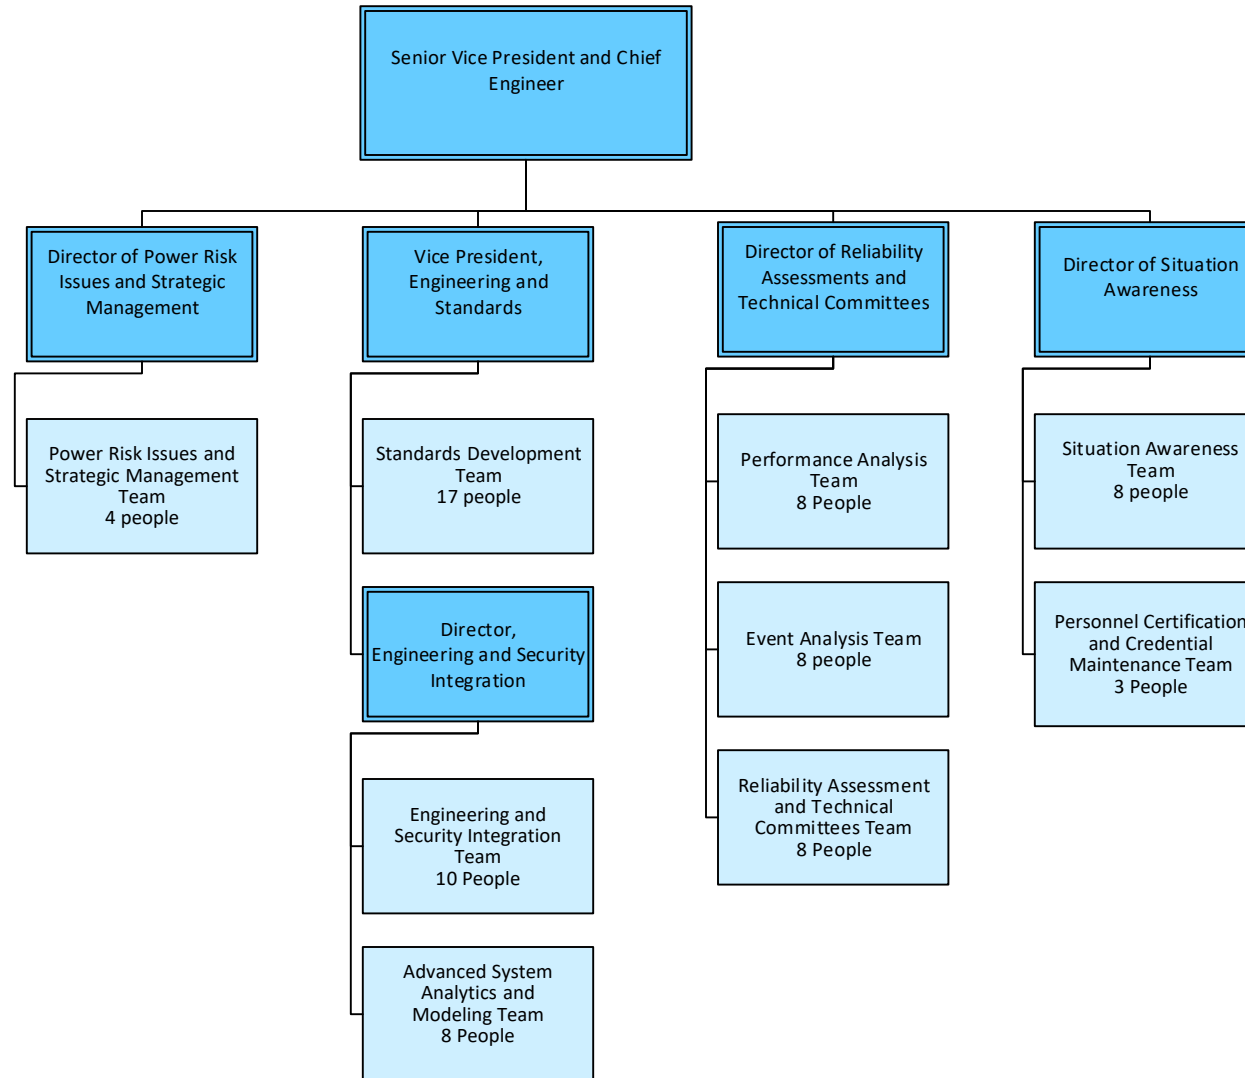 Senior Vice President and Chief
Engineer
Director of Power Risk
Issues and Strategic
Management
Vice President,
Engineering and
Standards
Director of Reliability
Assessments and
Technical Committees
Director of Situation
Awareness
Power Risk Issues and
Strategic Management
Team
4 people
Standards Development
Team
17 people
Performance Analysis
Team
8 People
Situation Awareness
Team
8 people
Director,
Engineering and Security
Integration
Event Analysis Team
8 people
Personnel Certification
and Credential
Maintenance Team
3 People
Engineering and
Security Integration
Team
10 People
Reliability Assessment
and Technical
Committees Team
8 People
Advanced System
Analytics and
Modeling Team
8 People